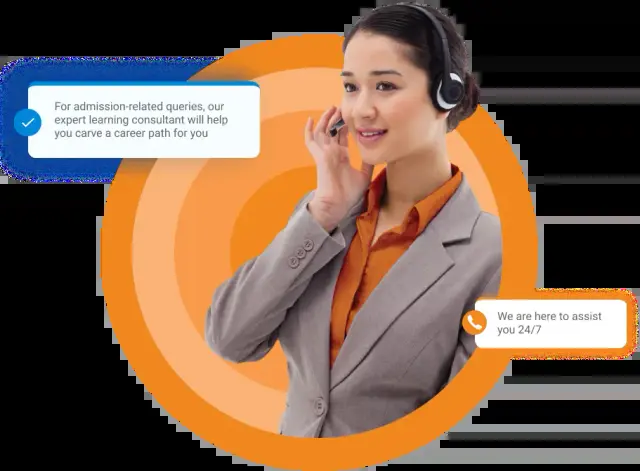 For admission-related queries, our
expert learning consultant will help
you carve a career path for you
We are here to assist
you 24/7